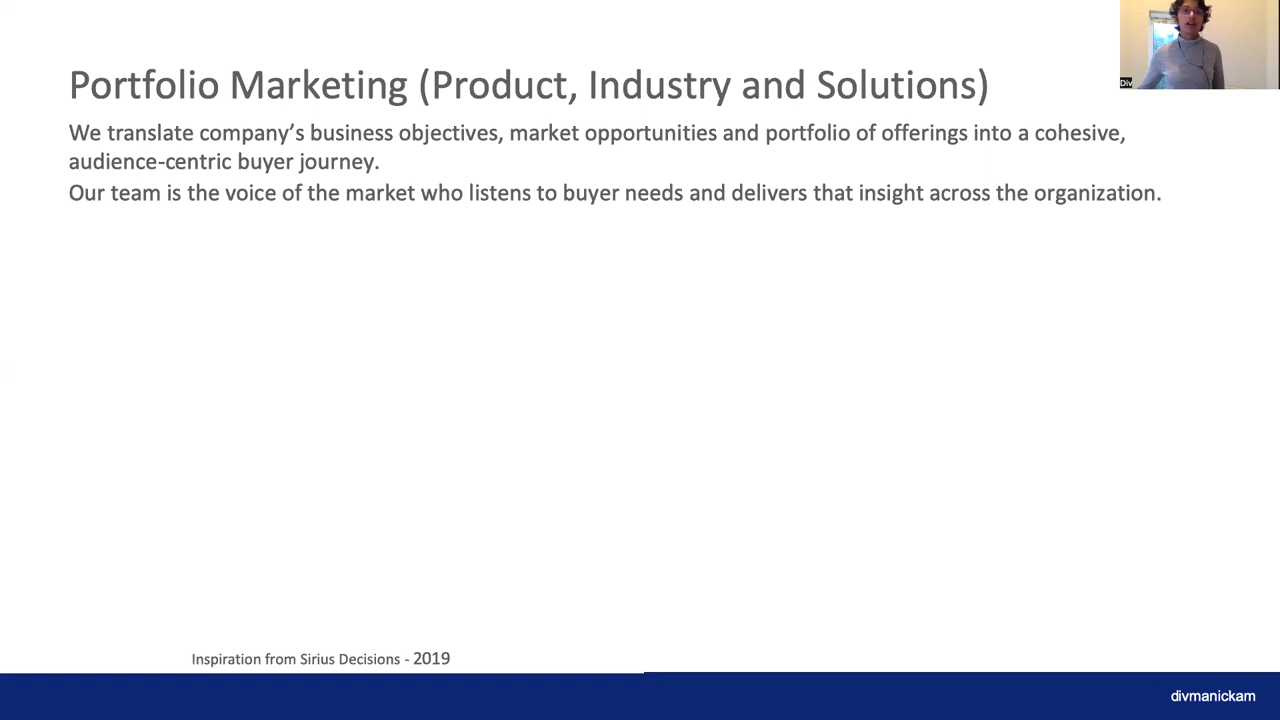 Portfolio Marketing (Product, Industry and Solutions)
We translate company's business objectives, market opportunities and portfolio of offerings into a cohesive,
audience-centric buyer journey.
Our team is the voice of the market who listens to buyer needs and delivers that insight across the organization.
Div
Inspiration from Sirius Decisions - 2019
divmanickam